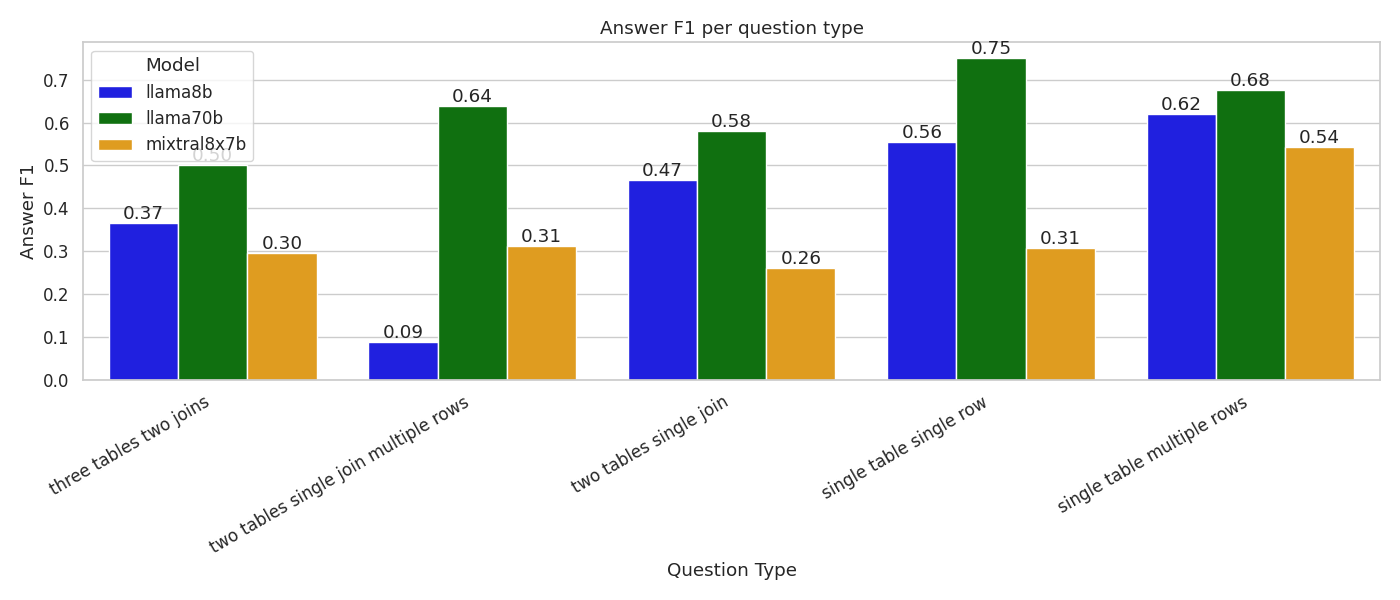 Answer F1 per question type
Model
llama8b
llama70b
mixtral8x7b
Answer F1
0.7
0.6
0.5
0.4
0.3
0.2
0.1
0.0
0.37
0.50
0.30
0.09
0.64
0.31
0.47
0.58
0.26
0.56
0.75
0.31
0.62
0.68
0.54
three tables two joins
two tables single join multiple rows
two tables single join
single table single row
single table multiple rows
Question Type